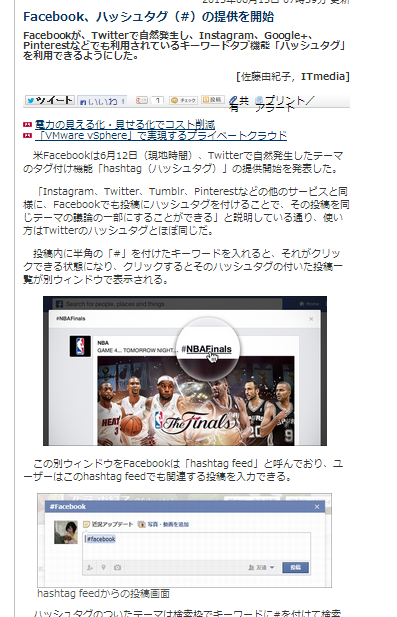 Facebook、ハッシュタグ（#）の提供を開始
Facebookが、Twitterで自然発生し、Instagram、Google+、
Pinterestなどでも利用されているキーワードタブ機能「ハッシュタグ」
を利用できるようにした。
[佐藤由紀子，ITmedia]
ツイート
いいね！
1
チェック
投稿
共有
プリント／アラート
電力の見える化・見せる化でコスト削減
「VMware vSphere」で実現するプライベートクラウド
米Facebookは6月12日（現地時間）、Twitterで自然発生したテーマ
のタグ付け機能「hashtag（ハッシュタグ）」の提供開始を発表した。
「Instagram、Twitter、Tumblr、Pinterestなどの他のサービスと同
様に、Facebookでも投稿にハッシュタグを付けることで、その投稿を同
じテーマの議論の一部にすることができる」と説明している通り、使い
方はTwitterのハッシュタグとほぼ同じだ。
投稿内に半角の「#」を付けたキーワードを入れると、それがクリッ
クできる状態になり、クリックするとそのハッシュタグの付いた投稿一
覧が別ウィンドウで表示される。
Search for people, places and things
Home
#NBAFinals
NBA
GAME 4... TOMORROW NIGHT...
#NBAFinals
The Finals
この別ウィンドウをFacebookは「hashtag feed」と呼んでおり、ユ
ーザーはこのhashtag feedでも関連する投稿を入力できる。
#Facebook
近況アップデート
写真・動画を追加
#facebook
友達
投稿
hashtag feedからの投稿画面
ハッシュタグのついたテーマは検索枠でキーワードに#を付けて検索